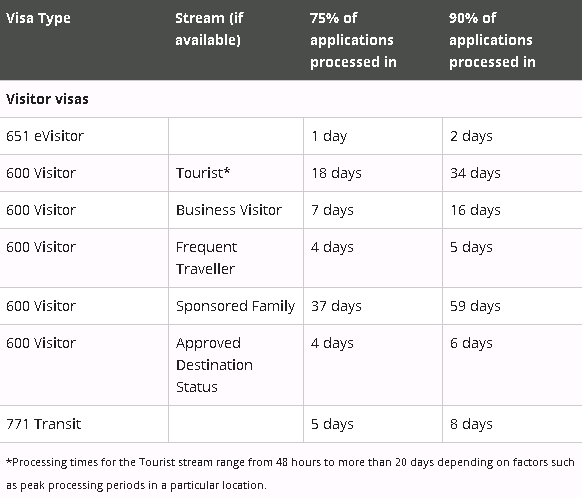 Visa Type Stream (if available) 75% of applications processed in 90% of applications processed in
Visitor visas
651 eVisitor 1 day 2 days
600 Visitor Tourist* 18 days 34 days
600 Visitor Business Visitor 7 days 16 days
600 Visitor Frequent Traveller 4 days 5 days
600 Visitor Sponsored Family 37 days 59 days
600 Visitor Approved Destination Status 4 days 6 days
771 Transit 5 days 8 days
*Processing times for the Tourist stream range from 48 hours to more than 20 days depending on factors such
as peak processing periods in a particular location.